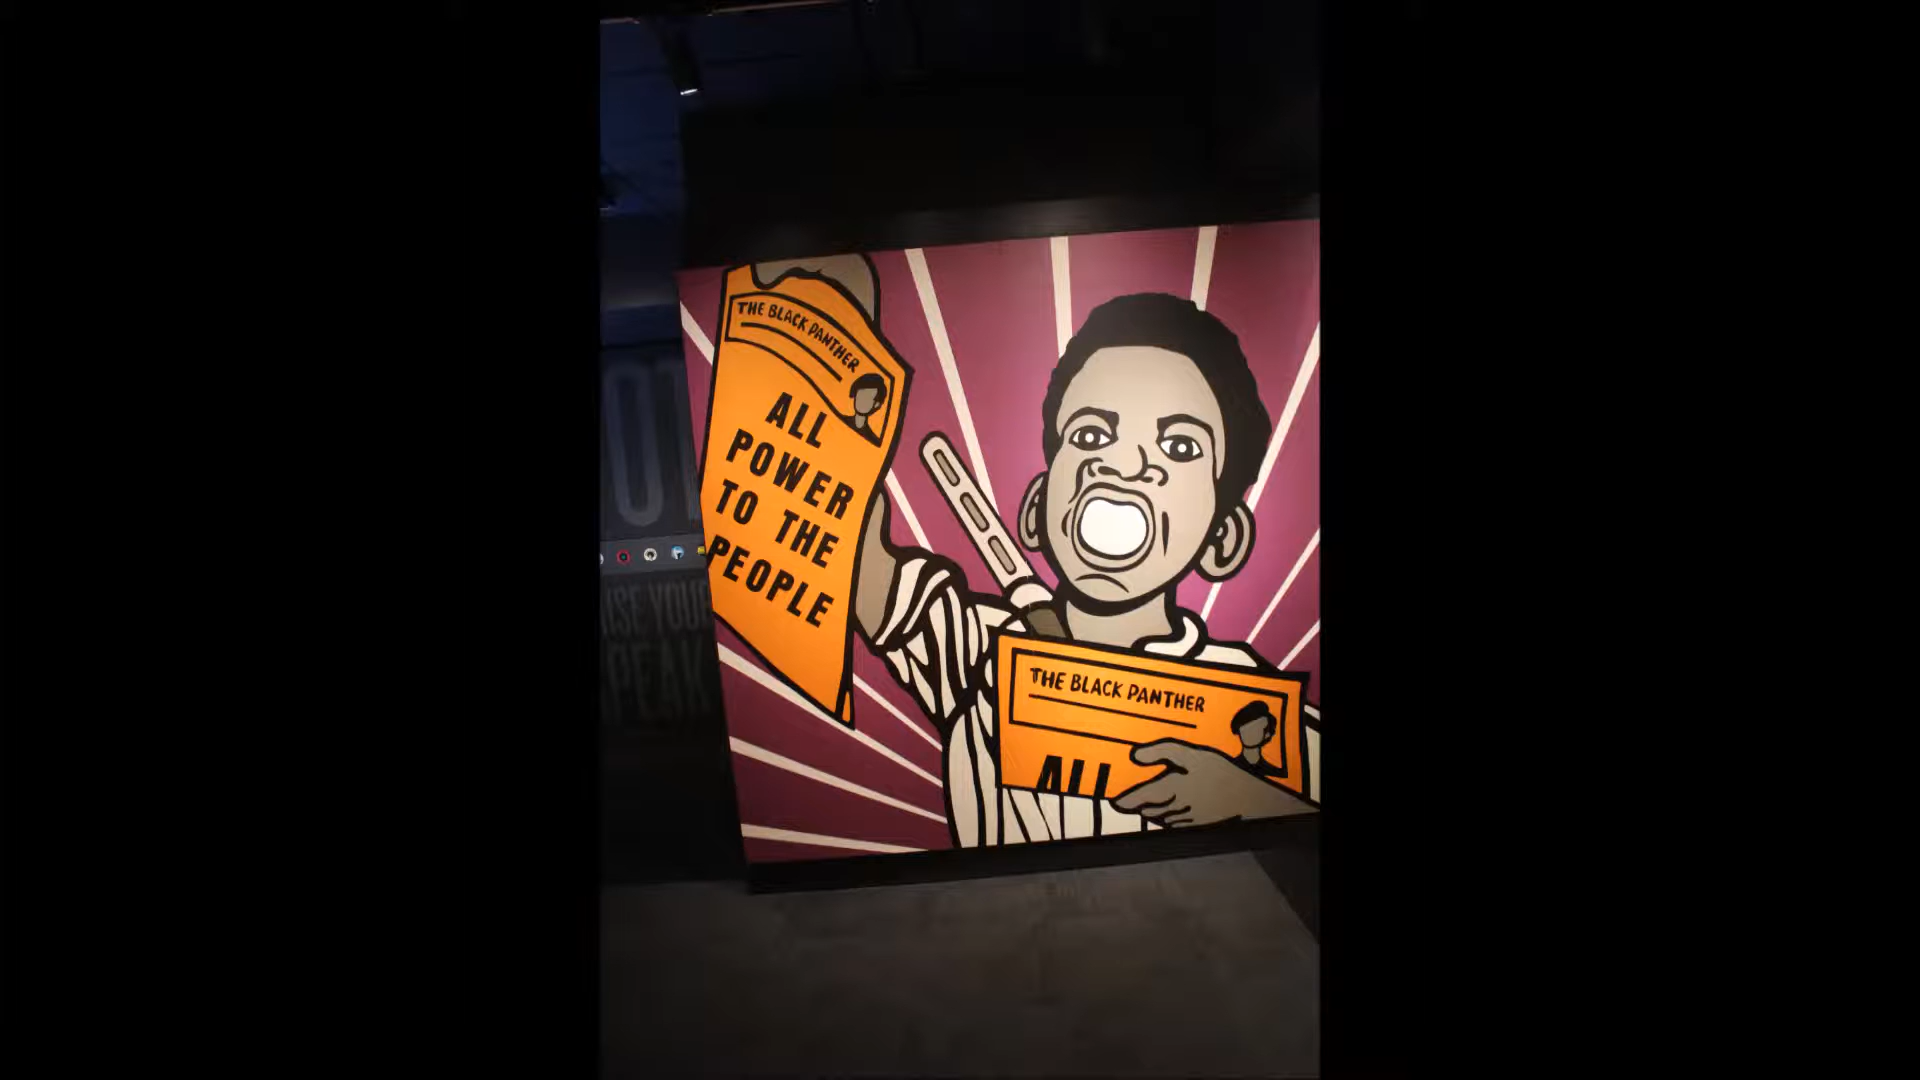 THE BLACK PANTHER
ALL
POWER
TO THE
PEOPLE
THE BLACK PANTHER
ALL